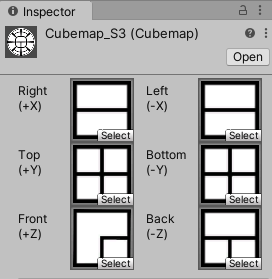 Inspector
Cubemap_S3 (Cubemap)
Open
Right
(+X)
Select
Left
(-X)
Select
Top
(+Y)
Select
Bottom
(-Y)
Select
Front
(+Z)
Select
Back
(-Z)
Select